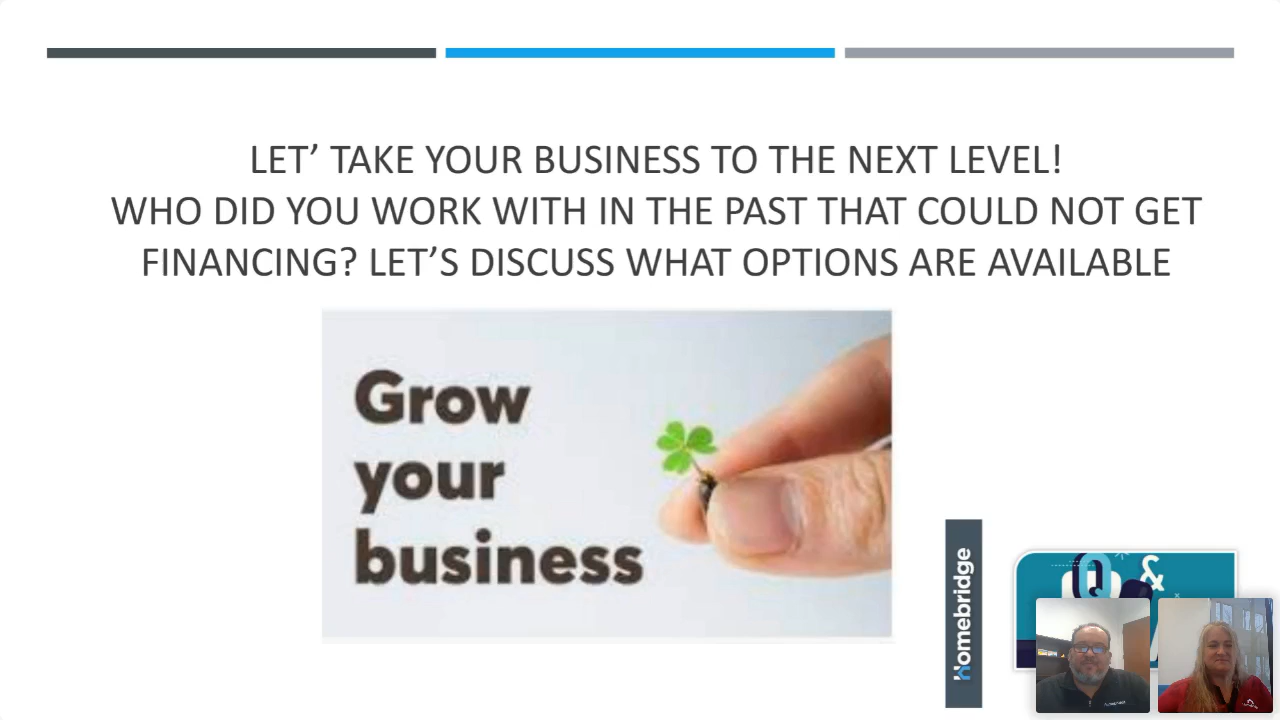 LET’ TAKE YOUR BUSINESS TO THE NEXT LEVEL!
WHO DID YOU WORK WITH IN THE PAST THAT COULD NOT GET
FINANCING? LET’S DISCUSS WHAT OPTIONS ARE AVAILABLE
Grow
your
business
Homebridge
Q &